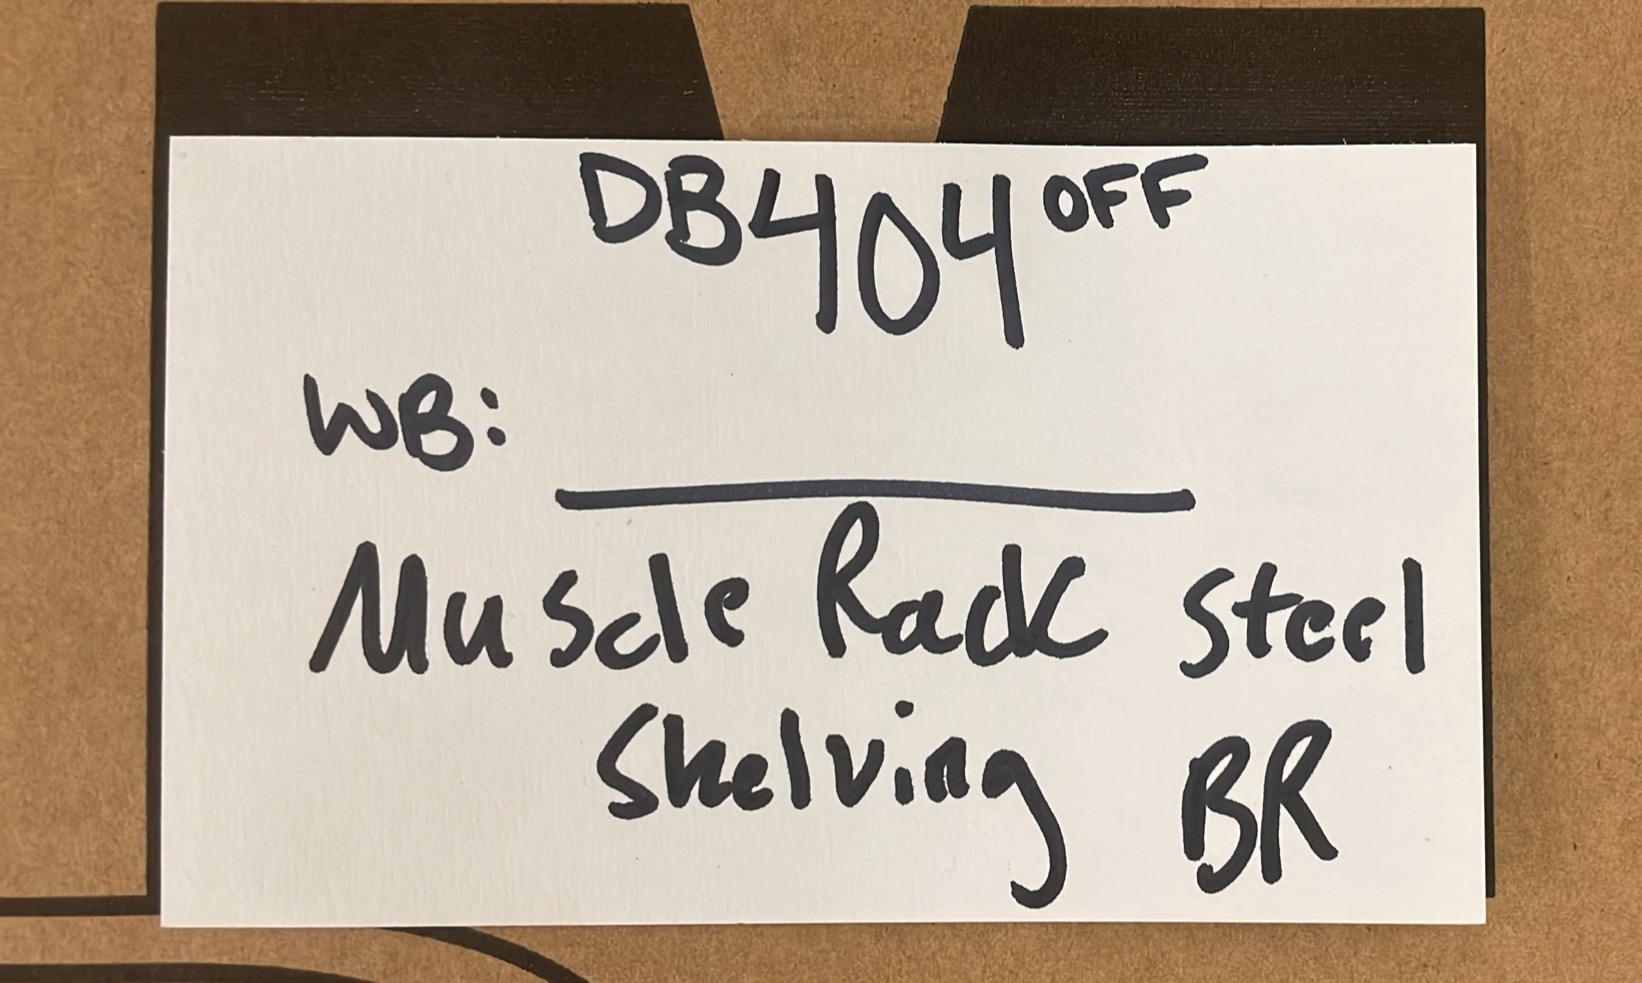 DB404 OFF
WB:
Muscle Rack Steel
Shelving BR